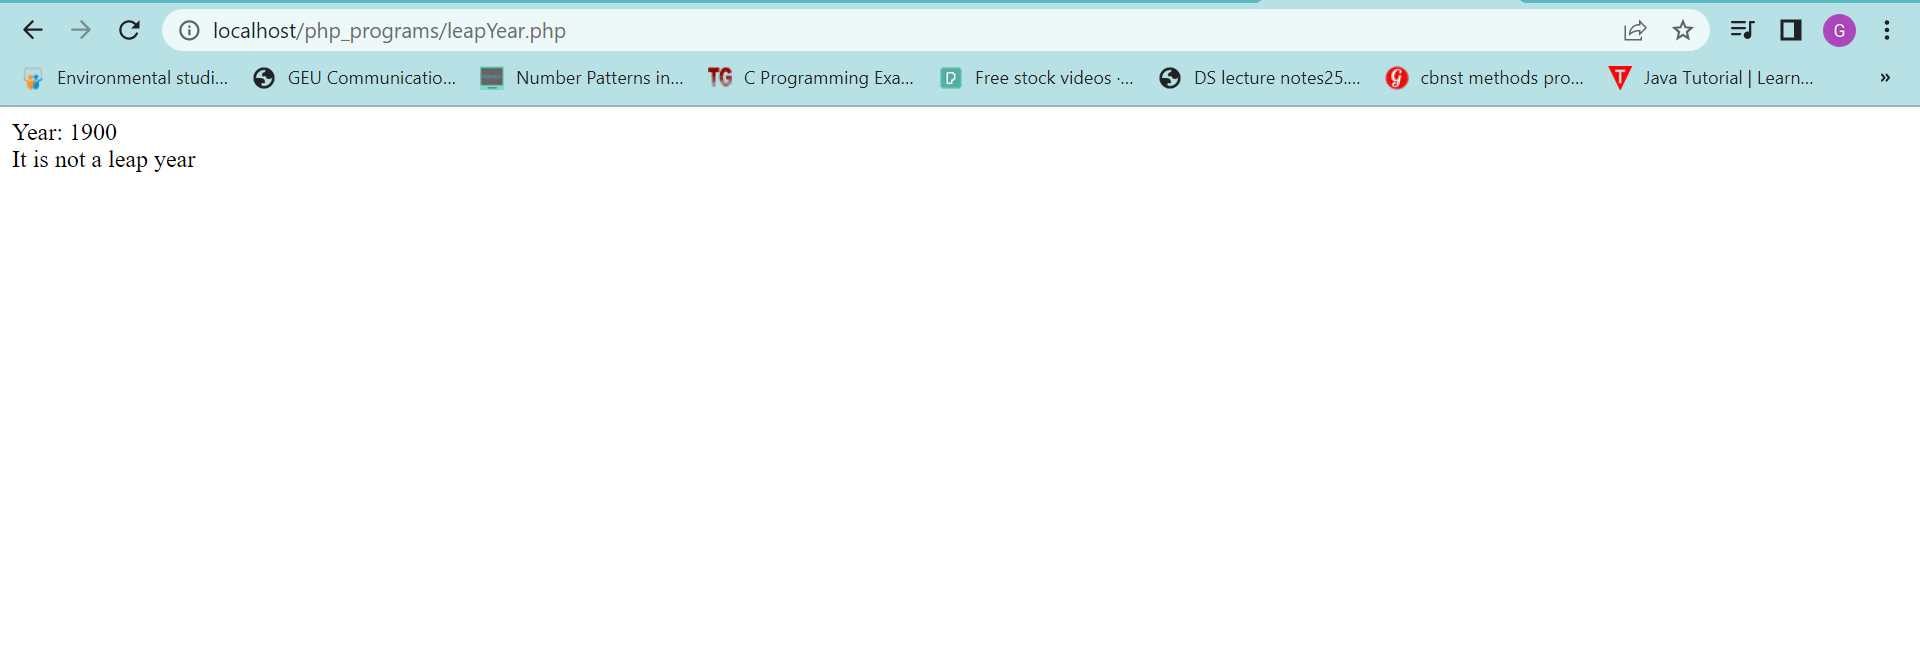 localhost/php_programs/leapYear.php
G
Environmental studi... GEU Communicatio... Number Patterns in... TG C Programming Exa... Free stock videos ·... DS lecture notes25.... cbnst methods pro... Java Tutorial | Learn... »
Year: 1900
It is not a leap year